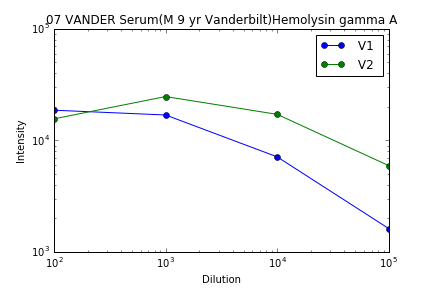 07 VANDER Serum(M 9 yr Vanderbilt)Hemolysin gamma A
10^5
V1
V2
Intensity
10^4
10^3
10^2 10^3 10^4 10^5
Dilution